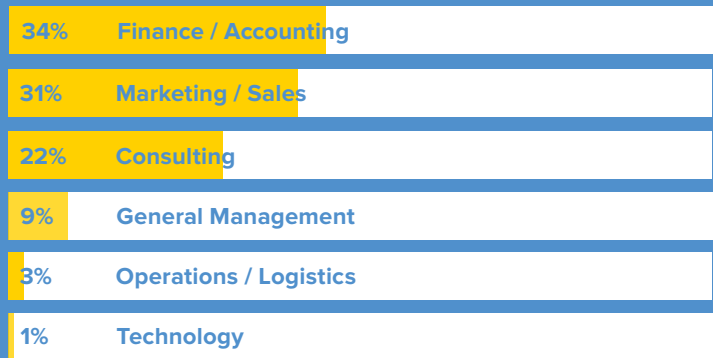 34% Finance / Accounting
31% Marketing / Sales
22% Consulting
9% General Management
3% Operations / Logistics
1% Technology